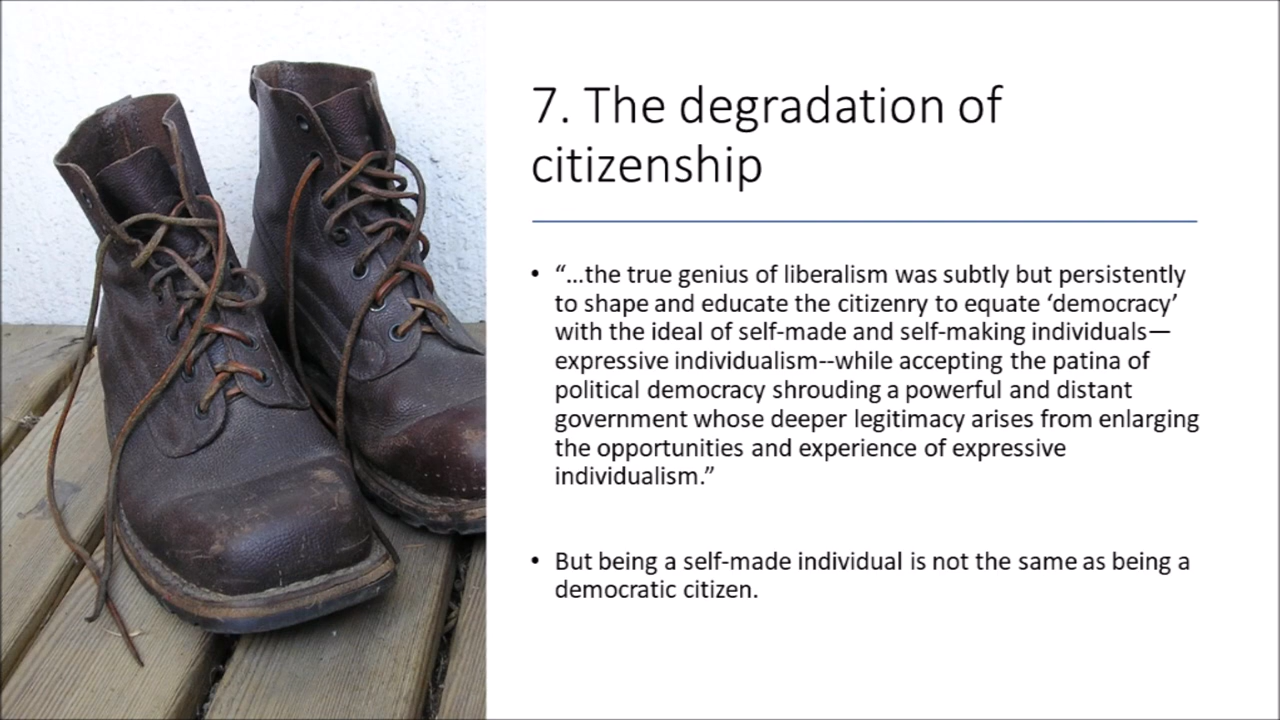 7. The degradation of
citizenship
• “…the true genius of liberalism was subtly but persistently
to shape and educate the citizenry to equate ‘democracy’
with the ideal of self-made and self-making individuals—
expressive individualism--while accepting the patina of
political democracy shrouding a powerful and distant
government whose deeper legitimacy arises from enlarging
the opportunities and experience of expressive
individualism.”
• But being a self-made individual is not the same as being a
democratic citizen.